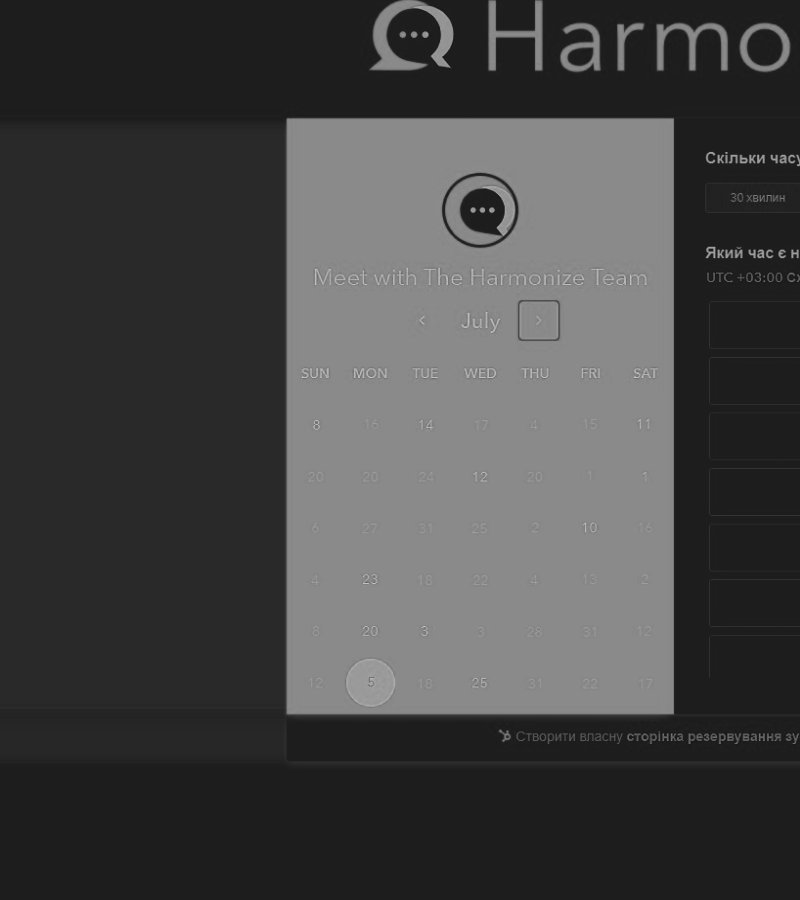 Harmo
Скільки часу
30 хвилин
Meet with The Harmonize Team
Який час є н
UTC +03:00 Сх
July
SUN MON TUE WED THU FRI SAT
8 16 14 17 4 15 11
20 20 24 12 20 1 1
6 27 31 25 2 10 16
4 23 18 22 4 13 2
8 20 3 3 28 31 12
12 5 18 25 31 22 17
Створити власну сторінка резервування зу